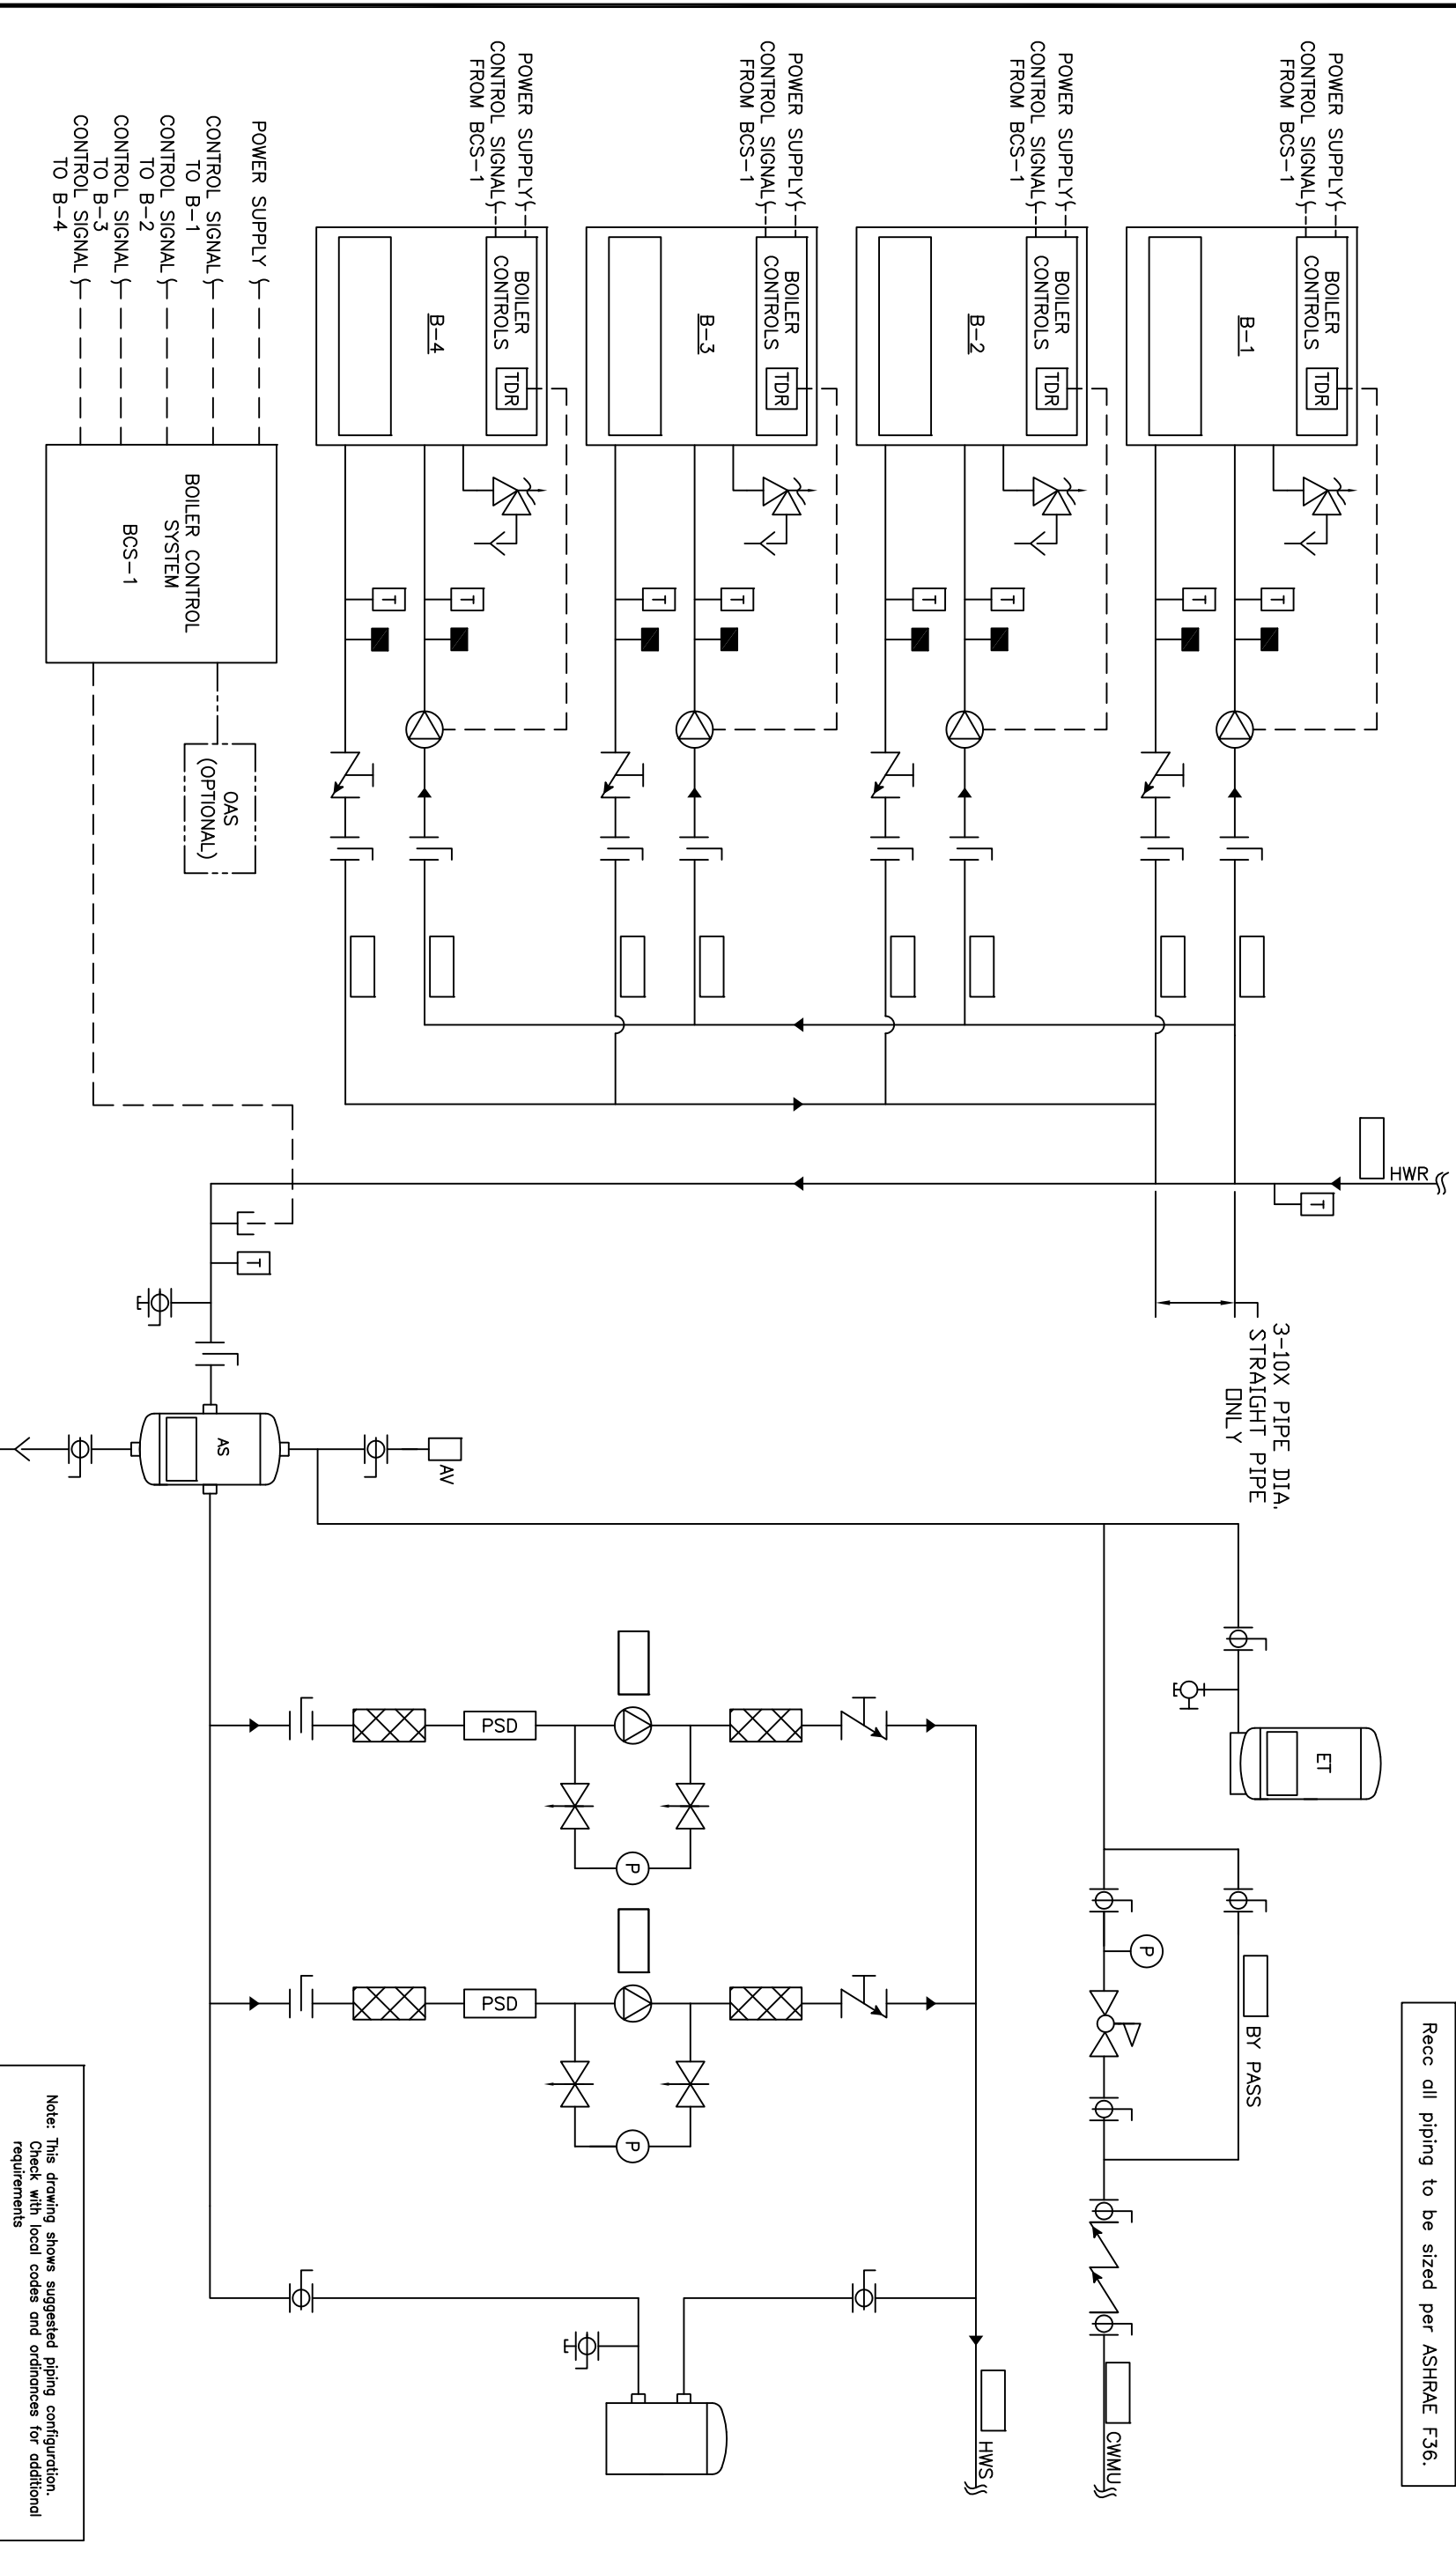 POWER SUPPLY
CONTROL SIGNAL
FROM BCS-1
BOILER
CONTROLS
TDR
B-4
T
T
POWER SUPPLY
CONTROL SIGNAL
FROM BCS-1
BOILER
CONTROLS
TDR
B-3
T
T
POWER SUPPLY
CONTROL SIGNAL
FROM BCS-1
BOILER
CONTROLS
TDR
B-2
T
T
POWER SUPPLY
CONTROL SIGNAL
FROM BCS-1
BOILER
CONTROLS
TDR
B-1
T
T
POWER SUPPLY
CONTROL SIGNAL
TO B-1
CONTROL SIGNAL
TO B-2
CONTROL SIGNAL
TO B-3
CONTROL SIGNAL
TO B-4
BOILER CONTROL
SYSTEM
BCS-1
OAS
(OPTIONAL)
HWR
T
T
3-10X PIPE DIA.
STRAIGHT PIPE
ONLY
AS
AV
ET
PSD
P
PSD
P
P
BY PASS
HWS
CWMU
Recc all piping to be sized per ASHRAE F36.
Note: This drawing shows suggested piping configuration.
Check with local codes and ordinances for additional
requirements